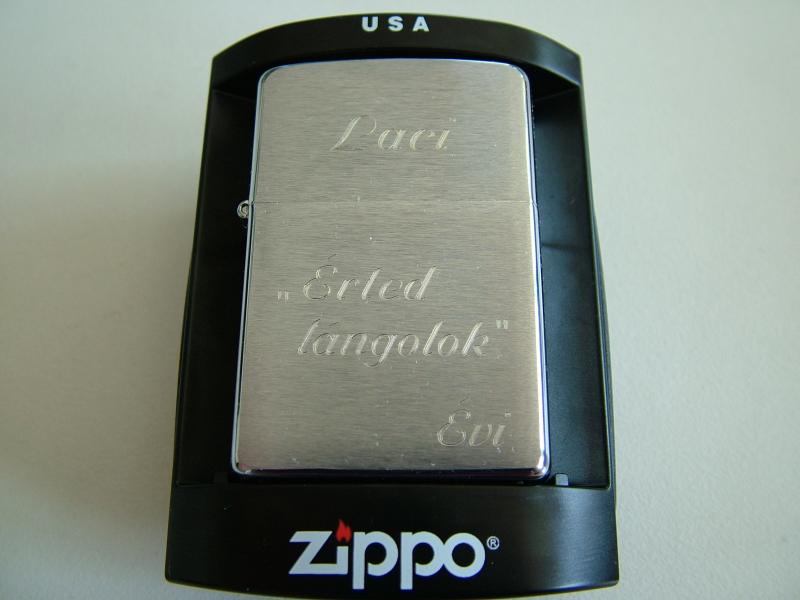 USA
Laci
„Érted
lángolok"
Évi
Zippo®